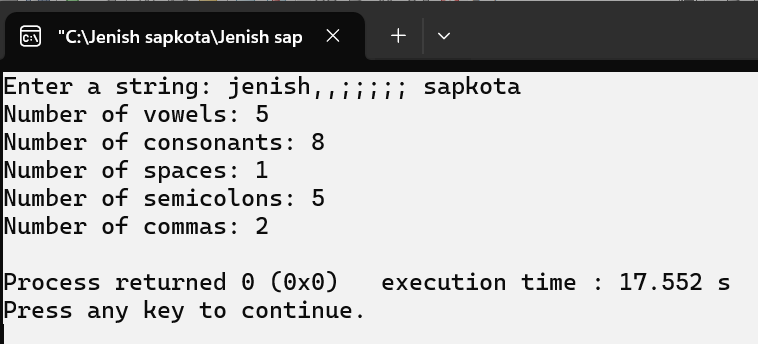 "C:\Jenish sapkota\Jenish sap
Enter a string: jenish,,;;;;; sapkota
Number of vowels: 5
Number of consonants: 8
Number of spaces: 1
Number of semicolons: 5
Number of commas: 2
Process returned 0 (0x0)   execution time : 17.552 s
Press any key to continue.